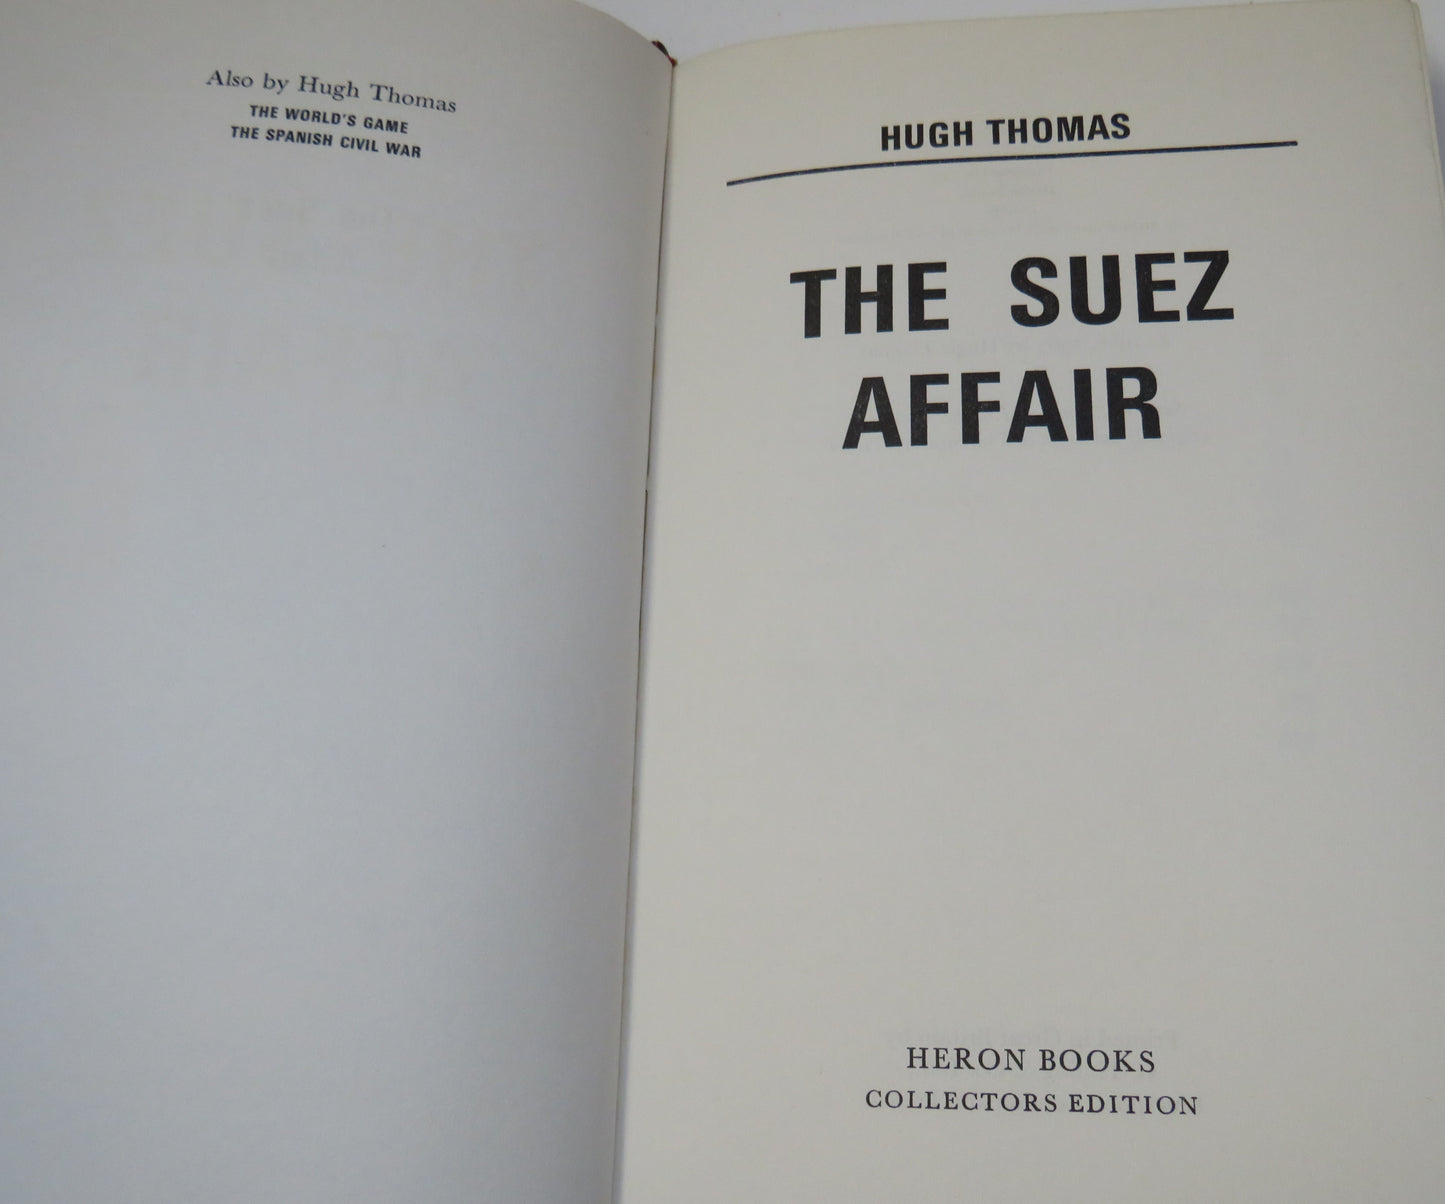 Also by Hugh Thomas
THE WORLD'S GAME
THE SPANISH CIVIL WAR
HUGH THOMAS
THE SUEZ
AFFAIR
HERON BOOKS
COLLECTORS EDITION